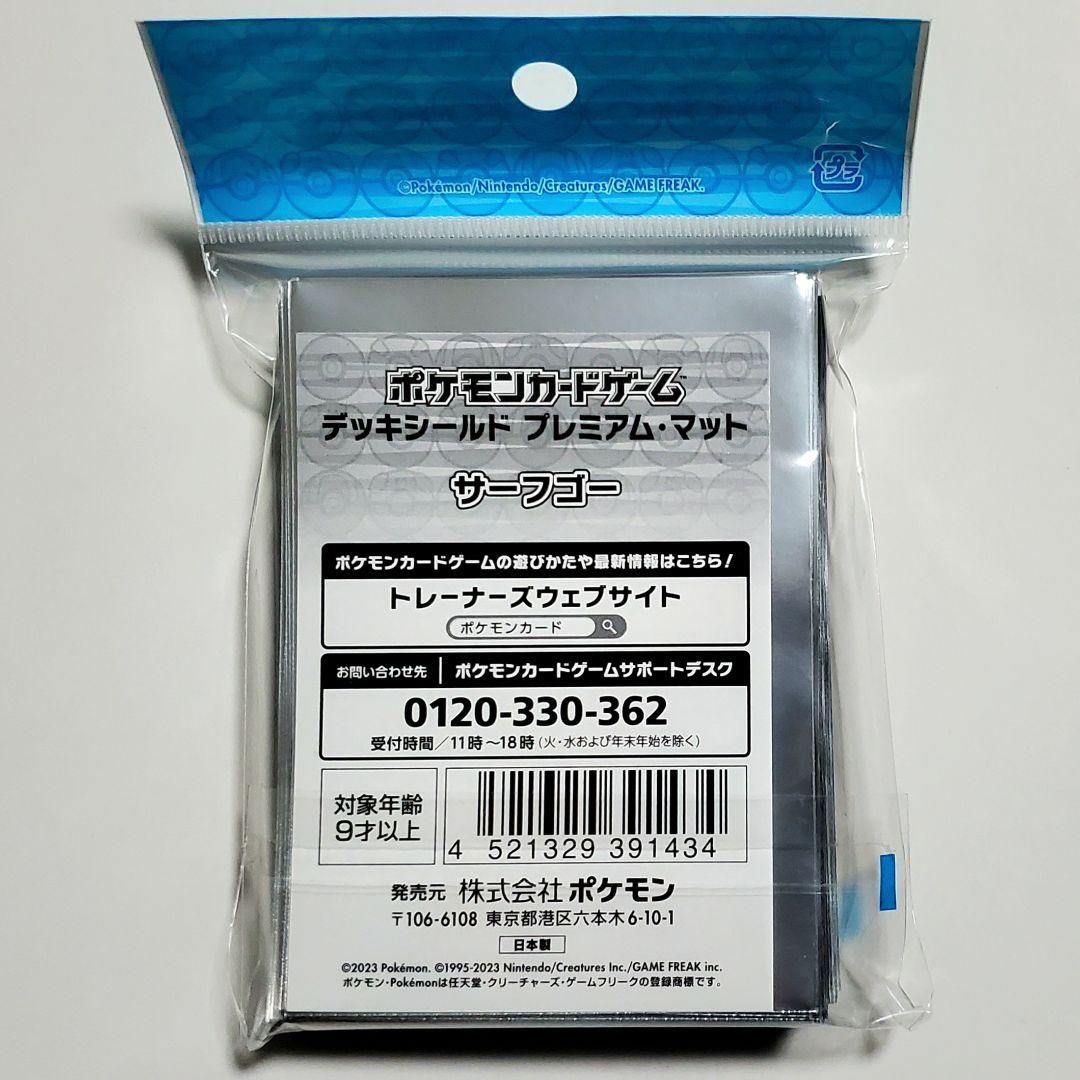 ©Pokémon/Nintendo/Creatures/GAME FREAK.
プラ
ポケモンカードゲーム
デッキシールド プレミアム・マット
サーフゴー
ポケモンカードゲームの遊びかたや最新情報はこちら!
トレーナーズウェブサイト
ポケモンカード
お問い合わせ先 ポケモンカードゲームサポートデスク
0120-330-362
受付時間/11時~18時(火・水および年末年始を除く)
対象年齢
9才以上
4 521329 391434
発売元 株式会社ポケモン
〒106-6108 東京都港区六本木6-10-1
日本製
©2023 Pokémon. ©1995-2023 Nintendo/Creatures Inc./GAME FREAK inc.
ポケモン・Pokémonは任天堂・クリーチャーズ・ゲームフリークの登録商標です。